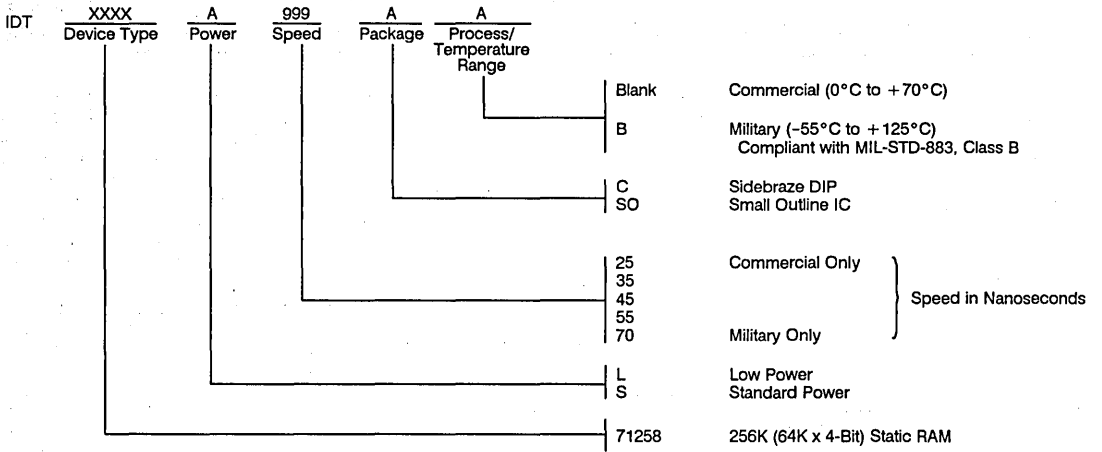 IDT XXXX A 999 A A
Device Type Power Speed Package Process/
Temperature
Range
Blank Commercial (0°C to +70°C)
B Military (–55°C to +125°C)
Compliant with MIL-STD-883, Class B
C Sidebraze DIP
SO Small Outline IC
25 Commercial Only
35
45 Speed in Nanoseconds
55
70 Military Only
L Low Power
S Standard Power
71258 256K (64K x 4-Bit) Static RAM